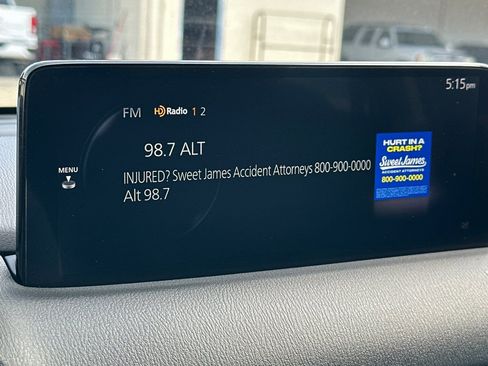 5:15pm
FM HD Radio 1 2
98.7 ALT
INJURED? Sweet James Accident Attorneys 800-900-0000
Alt 98.7
MENU
HURT IN A
CRASH?
Sweet James
ACCIDENT ATTORNEYS
800-900-0000